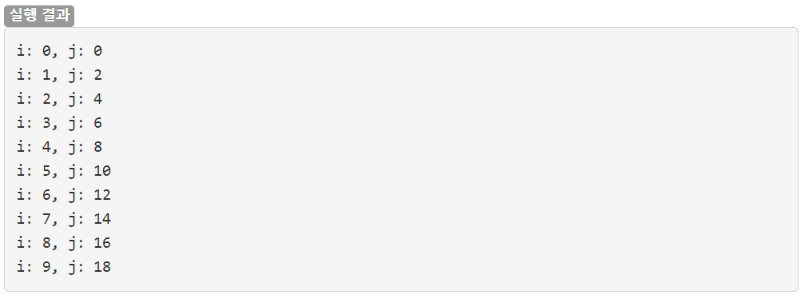 실행 결과
i: 0, j: 0
i: 1, j: 2
i: 2, j: 4
i: 3, j: 6
i: 4, j: 8
i: 5, j: 10
i: 6, j: 12
i: 7, j: 14
i: 8, j: 16
i: 9, j: 18